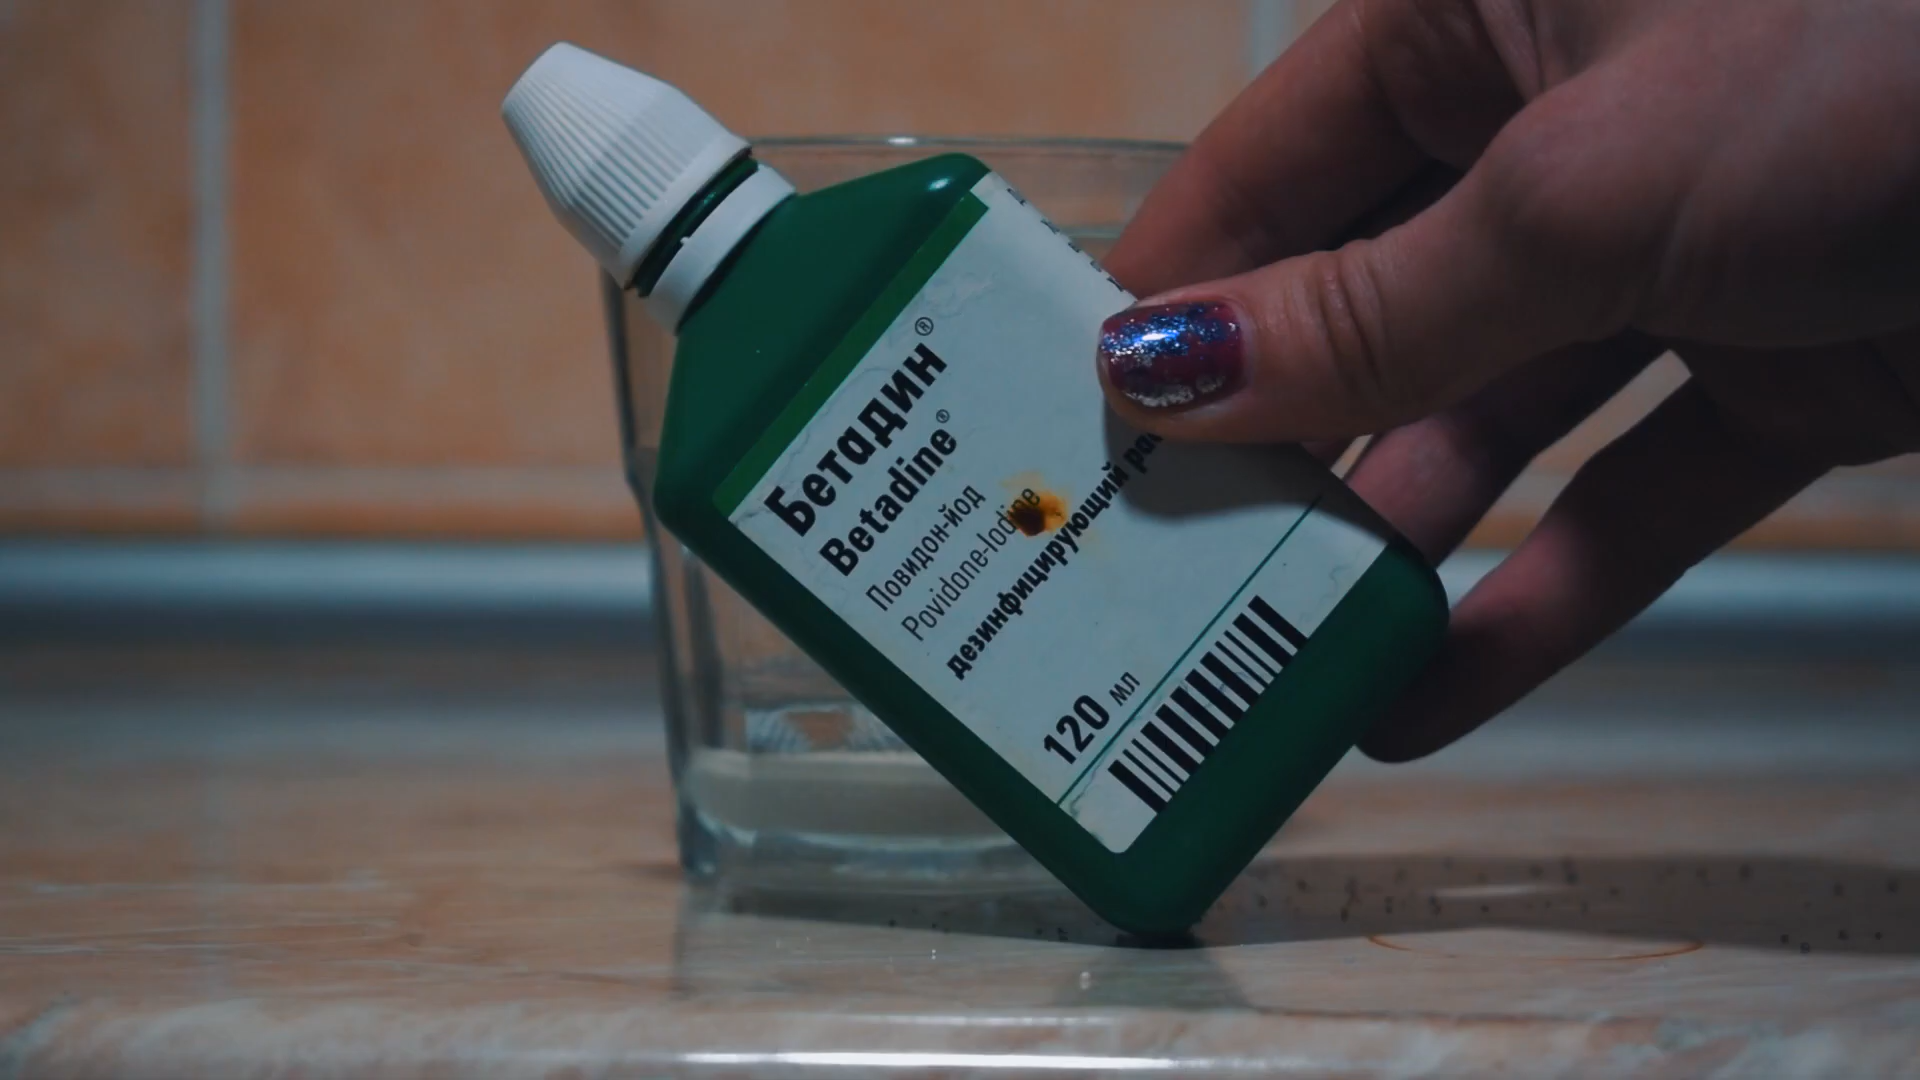 Бетадин®
Betadine®
Повидон-йод
Povidone-Iodine
дезинфицирующий
120 мл